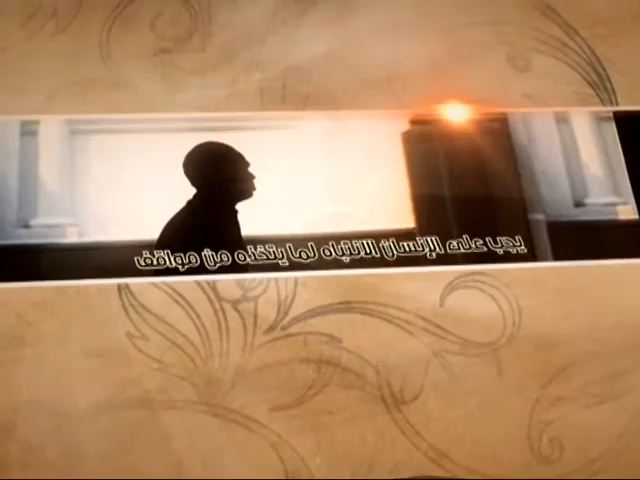 يجب على الإنسان الانتباه لما يتخذه من مواقف